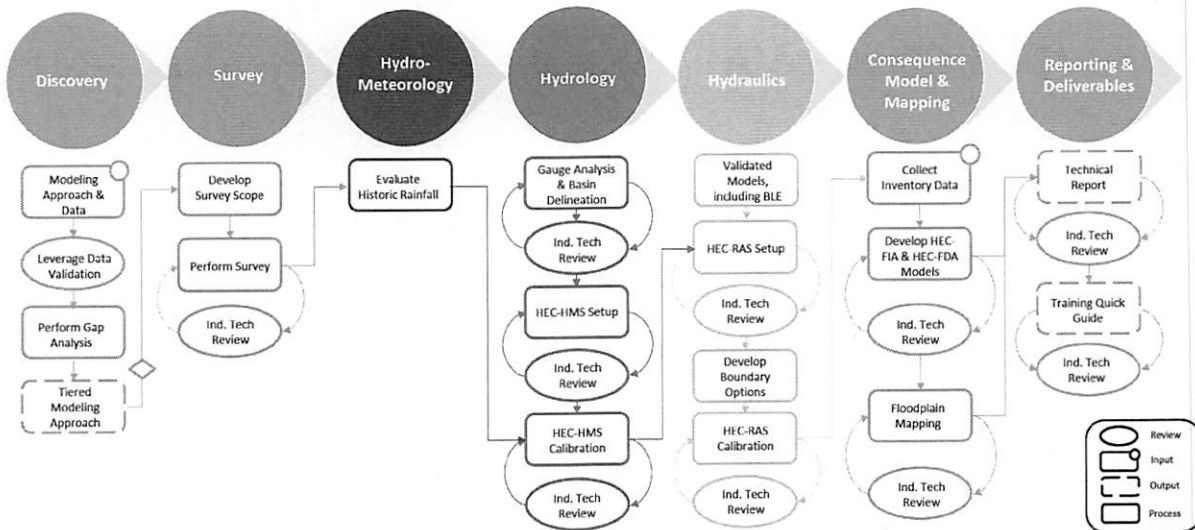 Discovery
Survey
Hydro-
Meteorology
Hydrology
Hydraulics
Consequence
Model &
Mapping
Reporting &
Deliverables
Modeling
Approach &
Data
Leverage Data
Validation
Perform Gap
Analysis
Tiered
Modeling
Approach
Develop
Survey Scope
Perform Survey
Ind. Tech
Review
Evaluate
Historic Rainfall
Gauge Analysis
& Basin
Delineation
Ind. Tech
Review
HEC-HMS Setup
Ind. Tech
Review
HEC-HMS
Calibration
Ind. Tech
Review
Validated
Models,
including BLE
HEC-RAS Setup
Ind. Tech
Review
Develop
Boundary
Options
HEC-RAS
Calibration
Ind. Tech
Review
Collect
Inventory Data
Develop HEC-
FIA & HEC-FDA
Models
Ind. Tech
Review
Floodplain
Mapping
Ind. Tech
Review
Technical
Report
Ind. Tech
Review
Training Quick
Guide
Ind. Tech
Review
Review
Input
Output
Process